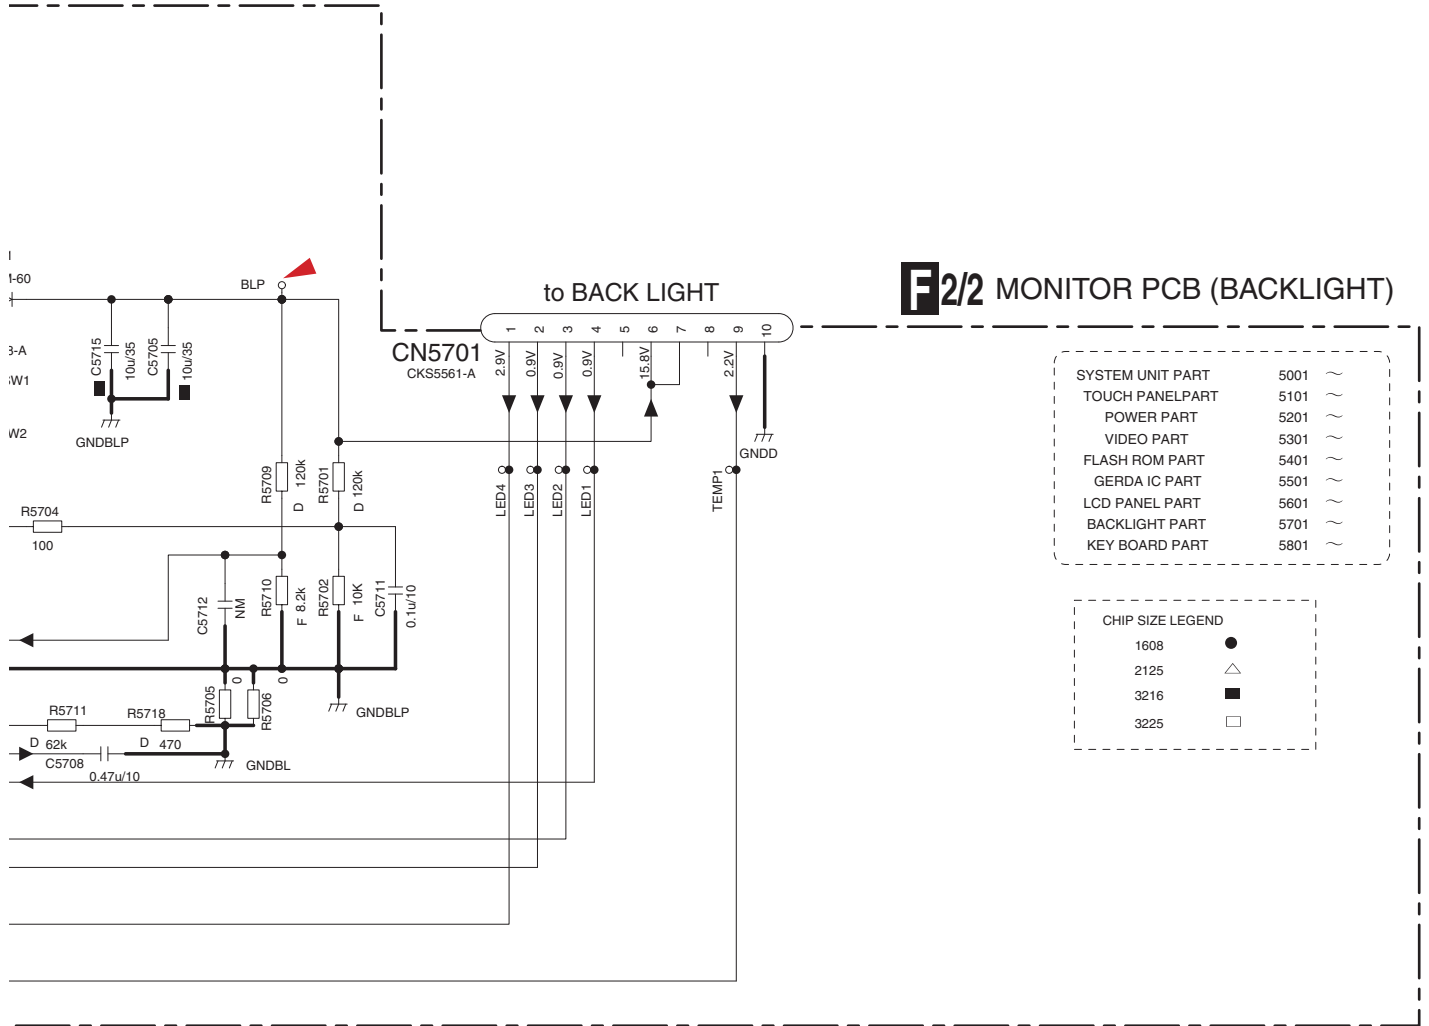 -60
BLP
to BACK LIGHT
F 2/2 MONITOR PCB (BACKLIGHT)
1 2 3 4 5 6 7 8 9 10
CN5701
CKS5561-A
2.9V
0.9V
0.9V
0.9V
15.8V
2.2V
-A
C5715
10u/35
C5705
10u/35
W1
W2
GNDBLP
GNDD
SYSTEM UNIT PART 5001 ~
TOUCH PANELPART 5101 ~
POWER PART 5201 ~
VIDEO PART 5301 ~
FLASH ROM PART 5401 ~
GERDA IC PART 5501 ~
LCD PANEL PART 5601 ~
BACKLIGHT PART 5701 ~
KEY BOARD PART 5801 ~
R5709
D 120k
R5701
D 120k
LED4
LED3
LED2
LED1
TEMP1
R5704
100
C5712
NM
R5710
F 8.2k
R5702
F 10K
C5711
0.1u/10
CHIP SIZE LEGEND
1608
2125
3216
3225
R5705
0
R5706
0
R5711
R5718
GNDBLP
D 62k
D 470
C5708
0.47u/10
GNDBL